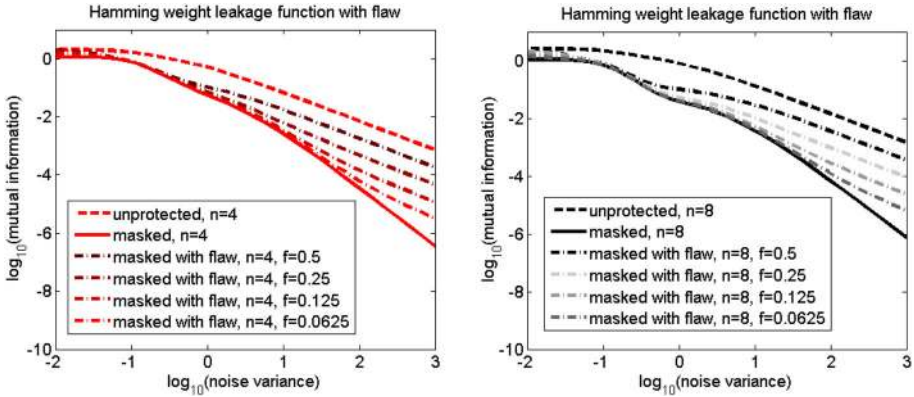 Hamming weight leakage function with flaw
log10(mutual information)
0
-2
-4
-6
-8
-10
unprotected, n=4
masked, n=4
masked with flaw, n=4, f=0.5
masked with flaw, n=4, f=0.25
masked with flaw, n=4, f=0.125
masked with flaw, n=4, f=0.0625
-2 -1 0 1 2 3
log10(noise variance)
Hamming weight leakage function with flaw
log10(mutual information)
0
-2
-4
-6
-8
-10
unprotected, n=8
masked, n=8
masked with flaw, n=8, f=0.5
masked with flaw, n=8, f=0.25
masked with flaw, n=8, f=0.125
masked with flaw, n=8, f=0.0625
-2 -1 0 1 2 3
log10(noise variance)